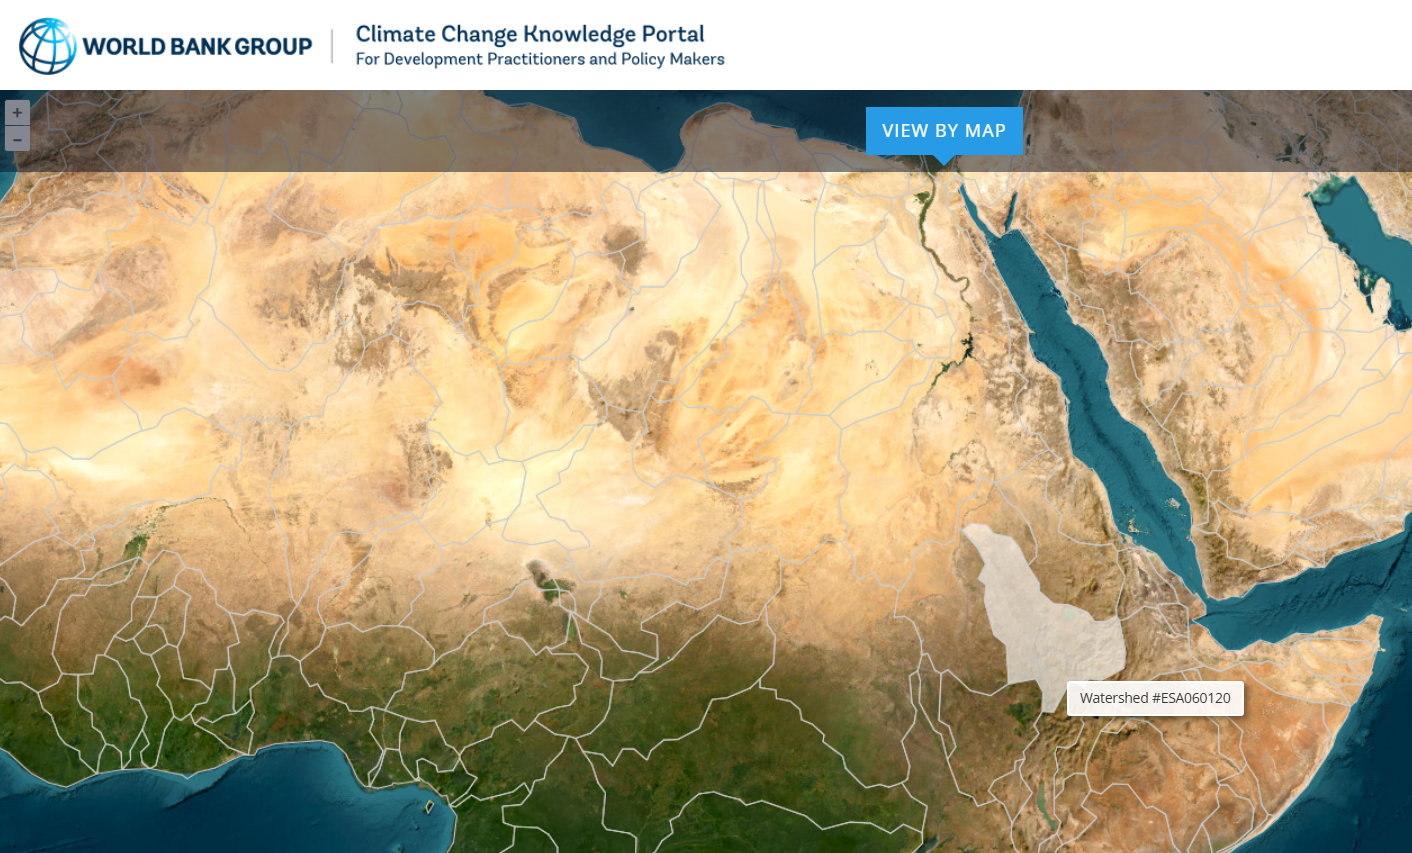 WORLD BANK GROUP
Climate Change Knowledge Portal
For Development Practitioners and Policy Makers
+
−
VIEW BY MAP
Watershed #ESA060120